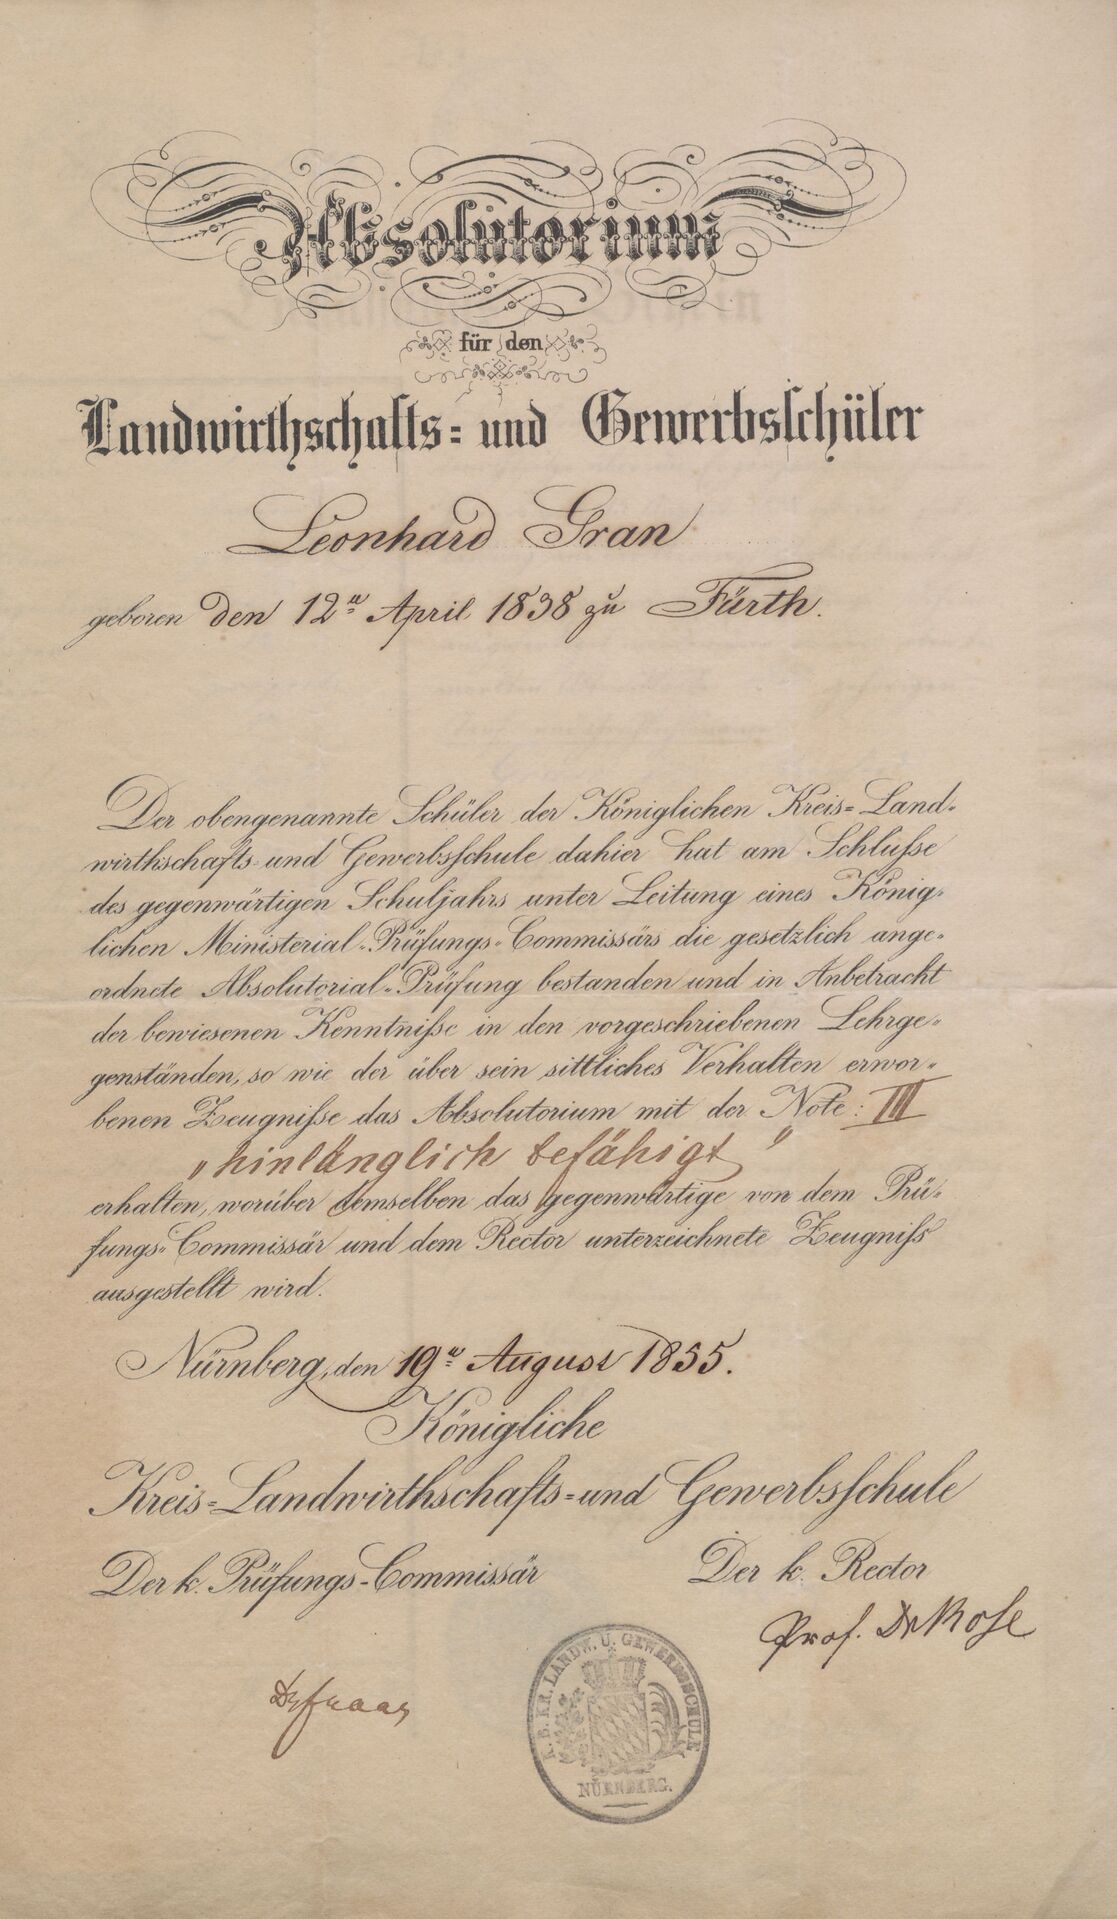 Absolutorium
für den
Landwirthschafts= und Gewerbsschüler
Leonhard Gran
geboren den 12n April 1838 zu Fürth.
Der obengenannte Schüler der Königlichen Kreis=Land-
wirthschafts- und Gewerbsschule dahier hat am Schluße
des gegenwärtigen Schuljahrs unter Leitung eines König-
lichen Ministerial-Prüfungs-Commissärs die gesetzlich ange-
ordnete Absolutorial-Prüfung bestanden und in Anbetracht
der bewiesenen Kenntniße in den vorgeschriebenen Lehrge-
genständen, so wie der über sein sittliches Verhalten erwor-
benen Zeugniße das Absolutorium mit der Note: III
„hinlänglich befähigt"
erhalten, worüber demselben das gegenwärtige von dem Prü-
fungs-Commissär und dem Rector unterzeichnete Zeugniß
ausgestellt wird.
Nürnberg, den 19n August 1855.
Königliche
Kreis=Landwirthschafts=und Gewerbsschule
Der k. Prüfungs-Commissär
Der k. Rector
Prof. Dr Rose
K. B. KR. LANDW. U. GEWERBSSCHULE
NÜRNBERG.